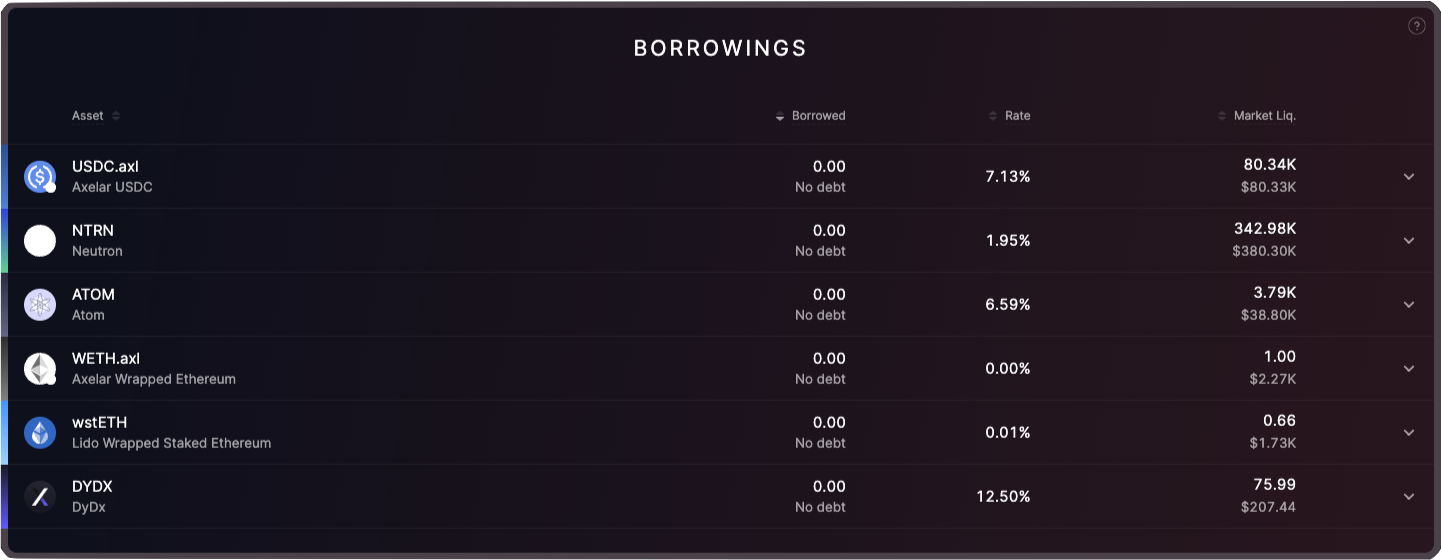 BORROWINGS
?
Asset Borrowed Rate Market Liq.
USDC.axl 0.00 7.13% 80.34K
Axelar USDC No debt $80.33K
NTRN 0.00 1.95% 342.98K
Neutron No debt $380.30K
ATOM 0.00 6.59% 3.79K
Atom No debt $38.80K
WETH.axl 0.00 0.00% 1.00
Axelar Wrapped Ethereum No debt $2.27K
wstETH 0.00 0.01% 0.66
Lido Wrapped Staked Ethereum No debt $1.73K
DYDX 0.00 12.50% 75.99
DyDx No debt $207.44